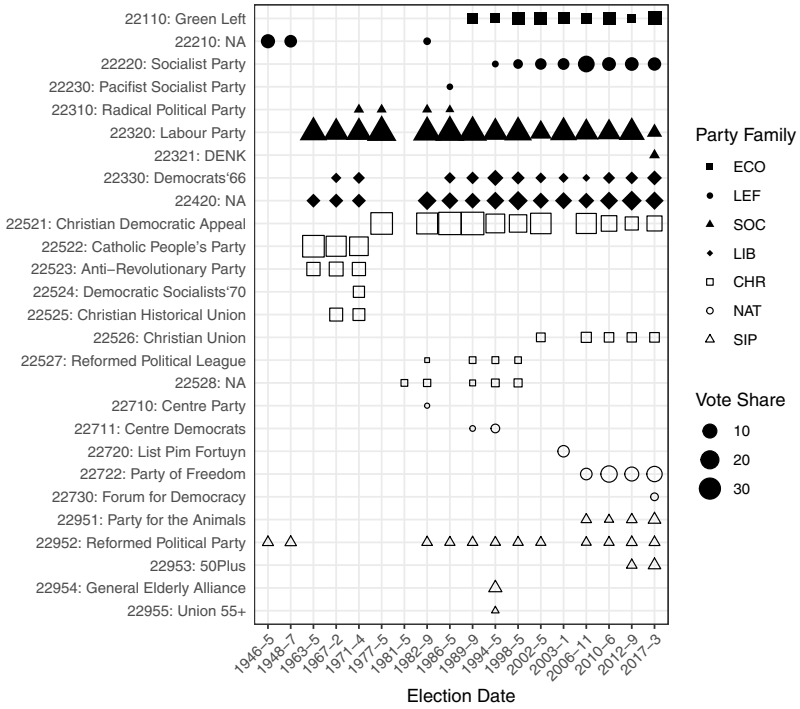 22110: Green Left
22210: NA
22220: Socialist Party
22230: Pacifist Socialist Party
22310: Radical Political Party
22320: Labour Party
22321: DENK
22330: Democrats'66
22420: NA
22521: Christian Democratic Appeal
22522: Catholic People's Party
22523: Anti−Revolutionary Party
22524: Democratic Socialists'70
22525: Christian Historical Union
22526: Christian Union
22527: Reformed Political League
22528: NA
22710: Centre Party
22711: Centre Democrats
22720: List Pim Fortuyn
22722: Party of Freedom
22730: Forum for Democracy
22951: Party for the Animals
22952: Reformed Political Party
22953: 50Plus
22954: General Elderly Alliance
22955: Union 55+
1946−5
1948−7
1963−5
1967−2
1971−4
1977−5
1981−5
1982−9
1986−5
1989−9
1994−5
1998−5
2002−5
2003−1
2006−11
2010−6
2012−9
2017−3
Election Date
Party Family
ECO
LEF
SOC
LIB
CHR
NAT
SIP
Vote Share
10
20
30